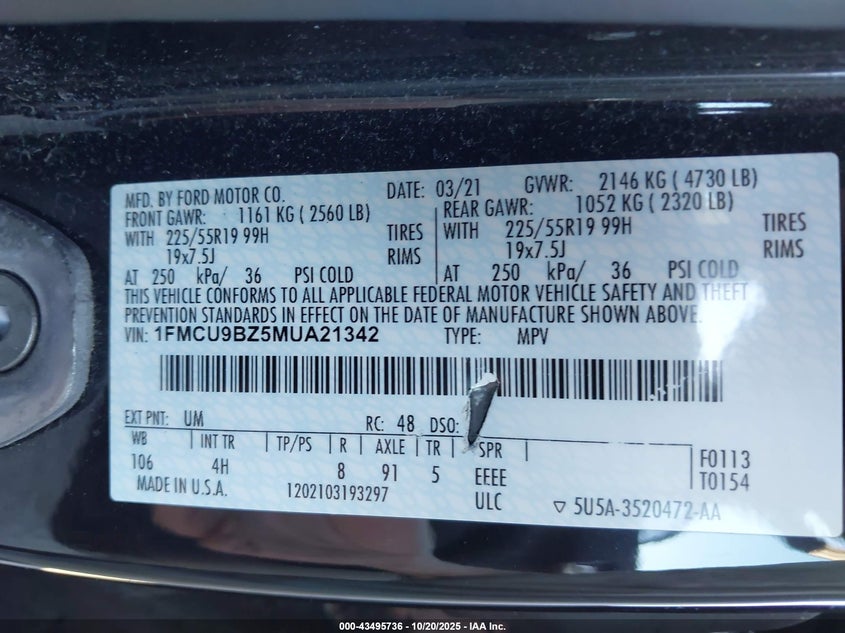 MFD. BY FORD MOTOR CO. DATE: 03/21 GVWR: 2146 KG ( 4730 LB)
FRONT GAWR: 1161 KG ( 2560 LB) REAR GAWR: 1052 KG ( 2320 LB)
WITH 225/55R19 99H TIRES WITH 225/55R19 99H TIRES
19x7.5J RIMS 19x7.5J RIMS
AT 250 kPa/ 36 PSI COLD AT 250 kPa/ 36 PSI COLD
THIS VEHICLE CONFORMS TO ALL APPLICABLE FEDERAL MOTOR VEHICLE SAFETY AND THEFT
PREVENTION STANDARDS IN EFFECT ON THE DATE OF MANUFACTURE SHOWN ABOVE.
VIN: 1FMCU9BZ5MUA21342 TYPE: MPV
EXT PNT: UM RC: 48 DSO:
WB INT TR TP/PS R AXLE TR SPR F0113
106 4H 8 91 5 EEEE T0154
MADE IN U.S.A. 1202103193297 ULC 5U5A-3520472-AA
000-43495736 - 10/20/2025 - IAA Inc.